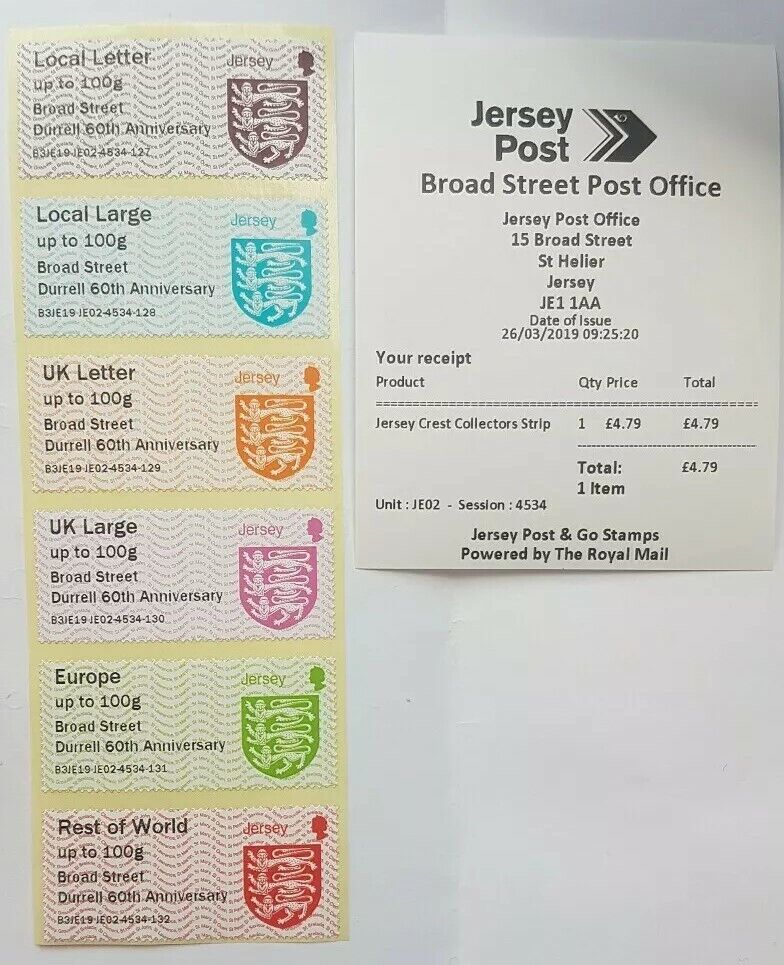 Local Letter
Jersey
up to 100g
Broad Street
Durrell 60th Anniversary
B3JE19 JE02-4534-127
Local Large
Jersey
up to 100g
Broad Street
Durrell 60th Anniversary
B3JE19 JE02-4534-128
UK Letter
Jersey
up to 100g
Broad Street
Durrell 60th Anniversary
B3JE19 JE02-4534-129
UK Large
Jersey
up to 100g
Broad Street
Durrell 60th Anniversary
B3JE19 JE02-4534-130
Europe
Jersey
up to 100g
Broad Street
Durrell 60th Anniversary
B3JE19 JE02-4534-131
Rest of World
Jersey
up to 100g
Broad Street
Durrell 60th Anniversary
B3JE19 JE02-4534-132
Jersey
Post
Broad Street Post Office
Jersey Post Office
15 Broad Street
St Helier
Jersey
JE1 1AA
Date of Issue
26/03/2019 09:25:20
Your receipt
Product Qty Price Total
Jersey Crest Collectors Strip 1 £4.79 £4.79
Total: £4.79
1 Item
Unit : JE02 - Session : 4534
Jersey Post & Go Stamps
Powered by The Royal Mail